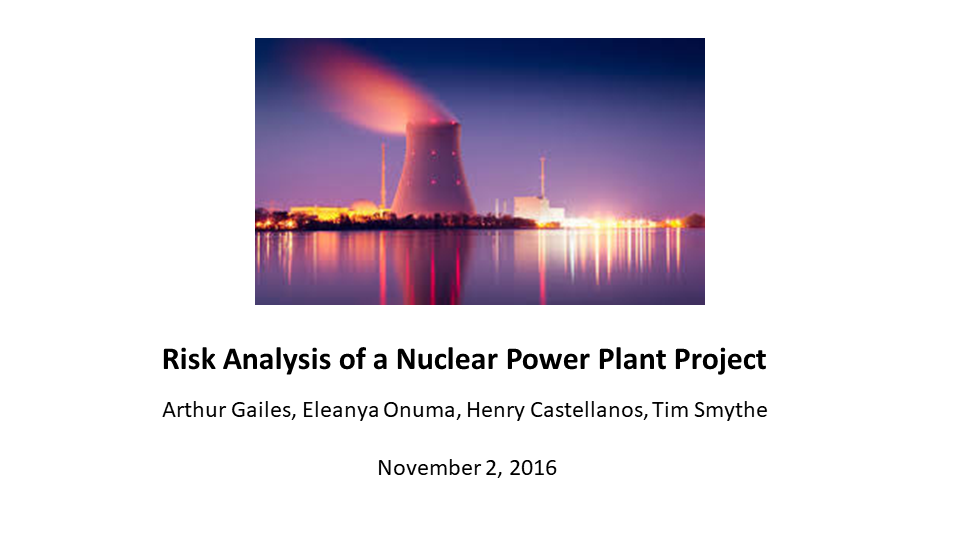 Risk Analysis of a Nuclear Power Plant Project
Arthur Gailes, Eleanya Onuma, Henry Castellanos, Tim Smythe
November 2, 2016